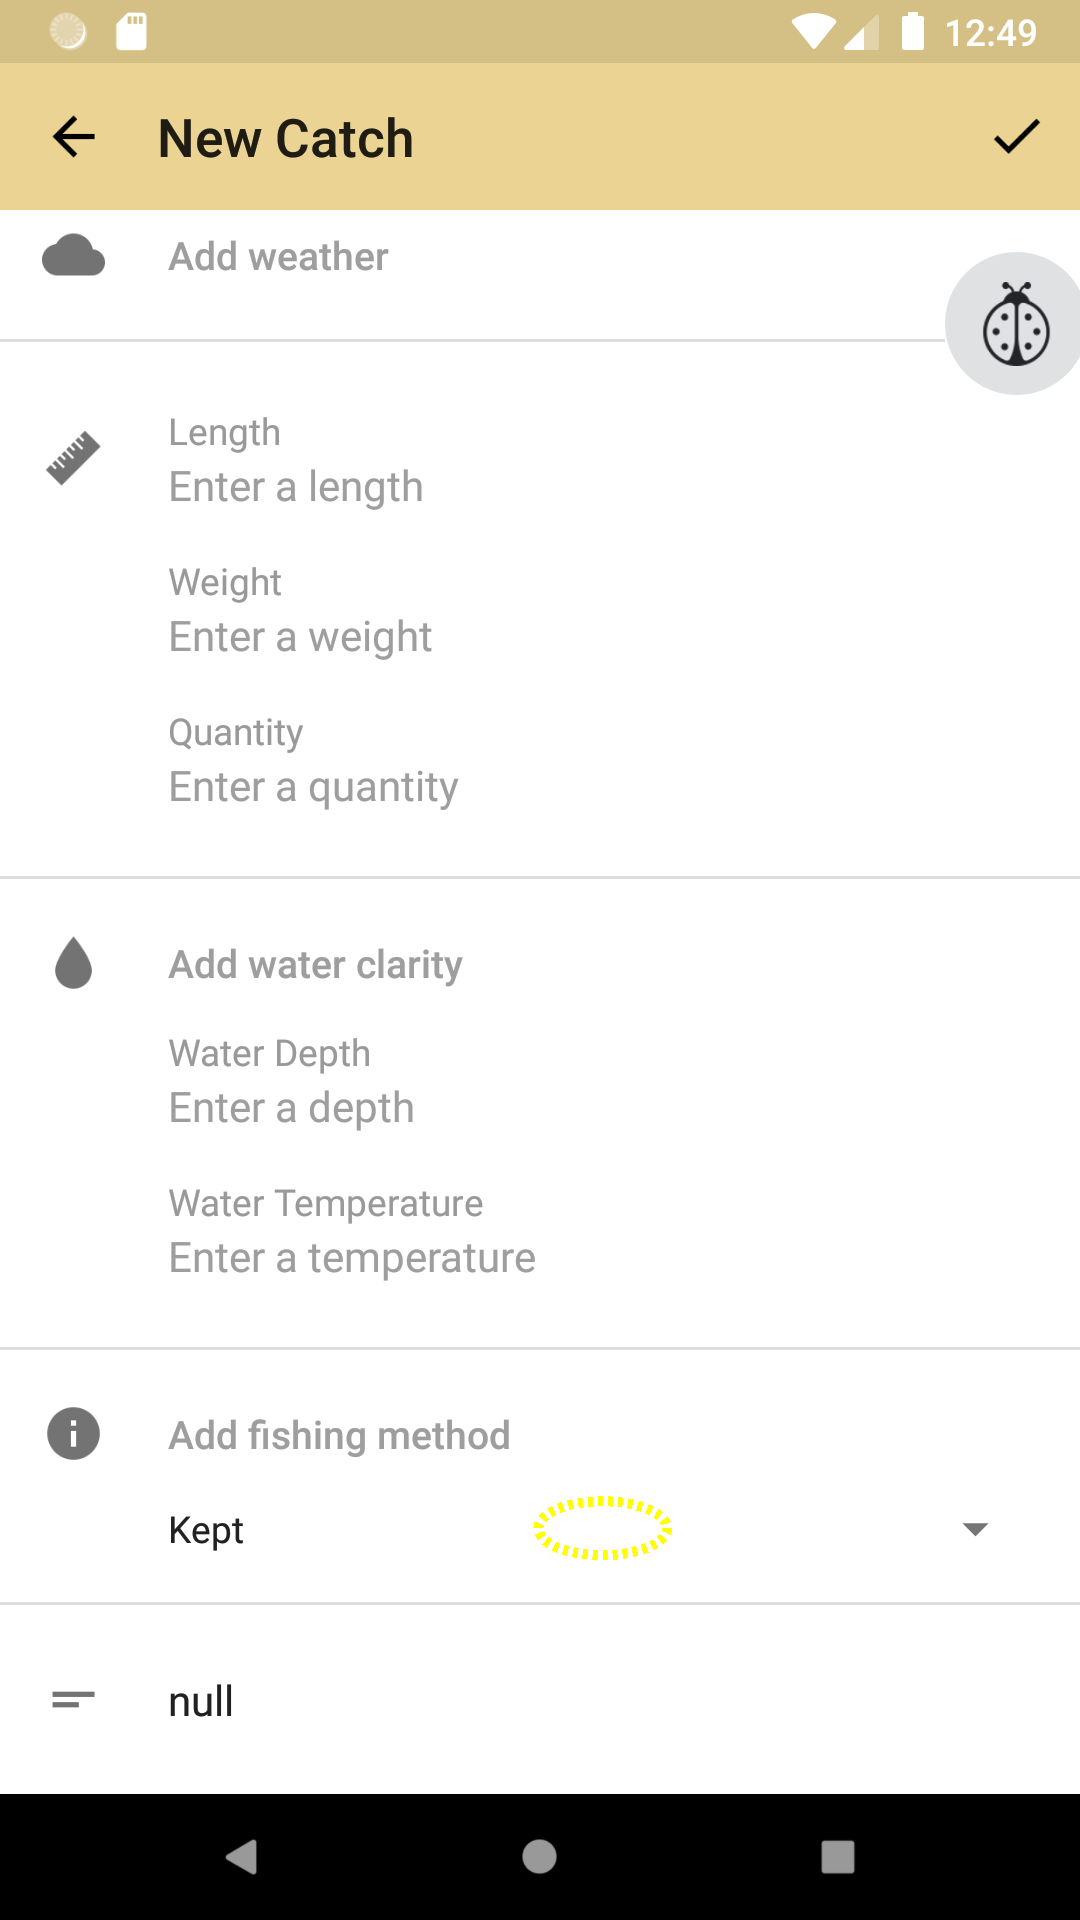 12:49
New Catch
Add weather
Length
Enter a length
Weight
Enter a weight
Quantity
Enter a quantity
Add water clarity
Water Depth
Enter a depth
Water Temperature
Enter a temperature
Add fishing method
Kept
null